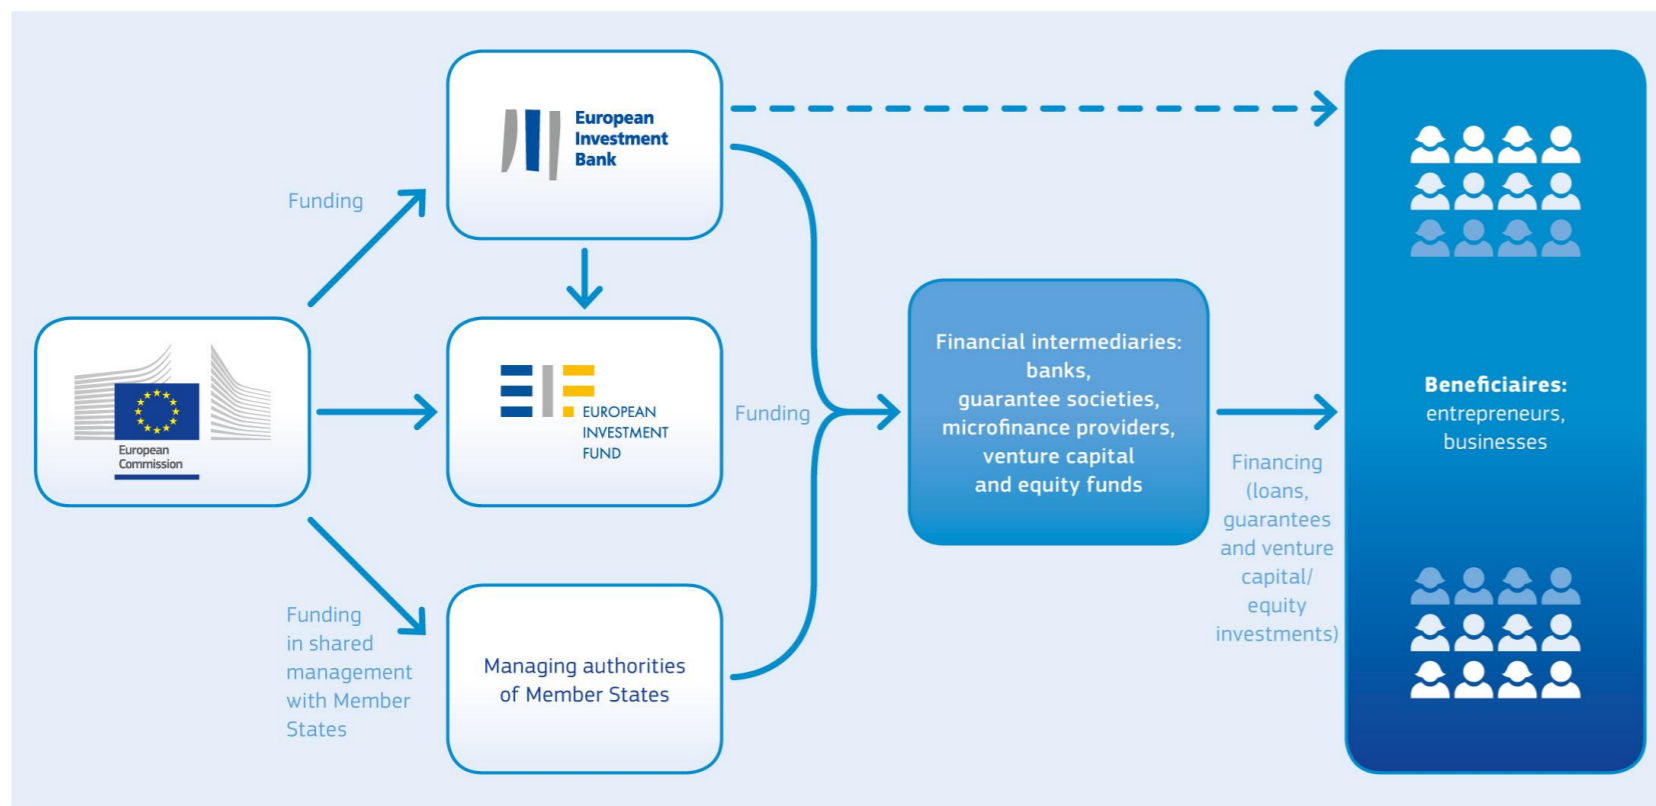 European
Investment
Bank
Funding
European
Commission
EUROPEAN
INVESTMENT
FUND
Funding
Funding
in shared
management
with Member
States
Managing authorities
of Member States
Financial intermediaries:
banks,
guarantee societies,
microfinance providers,
venture capital
and equity funds
Financing
(loans,
guarantees
and venture
capital/
equity
investments)
Beneficiaires:
entrepreneurs,
businesses